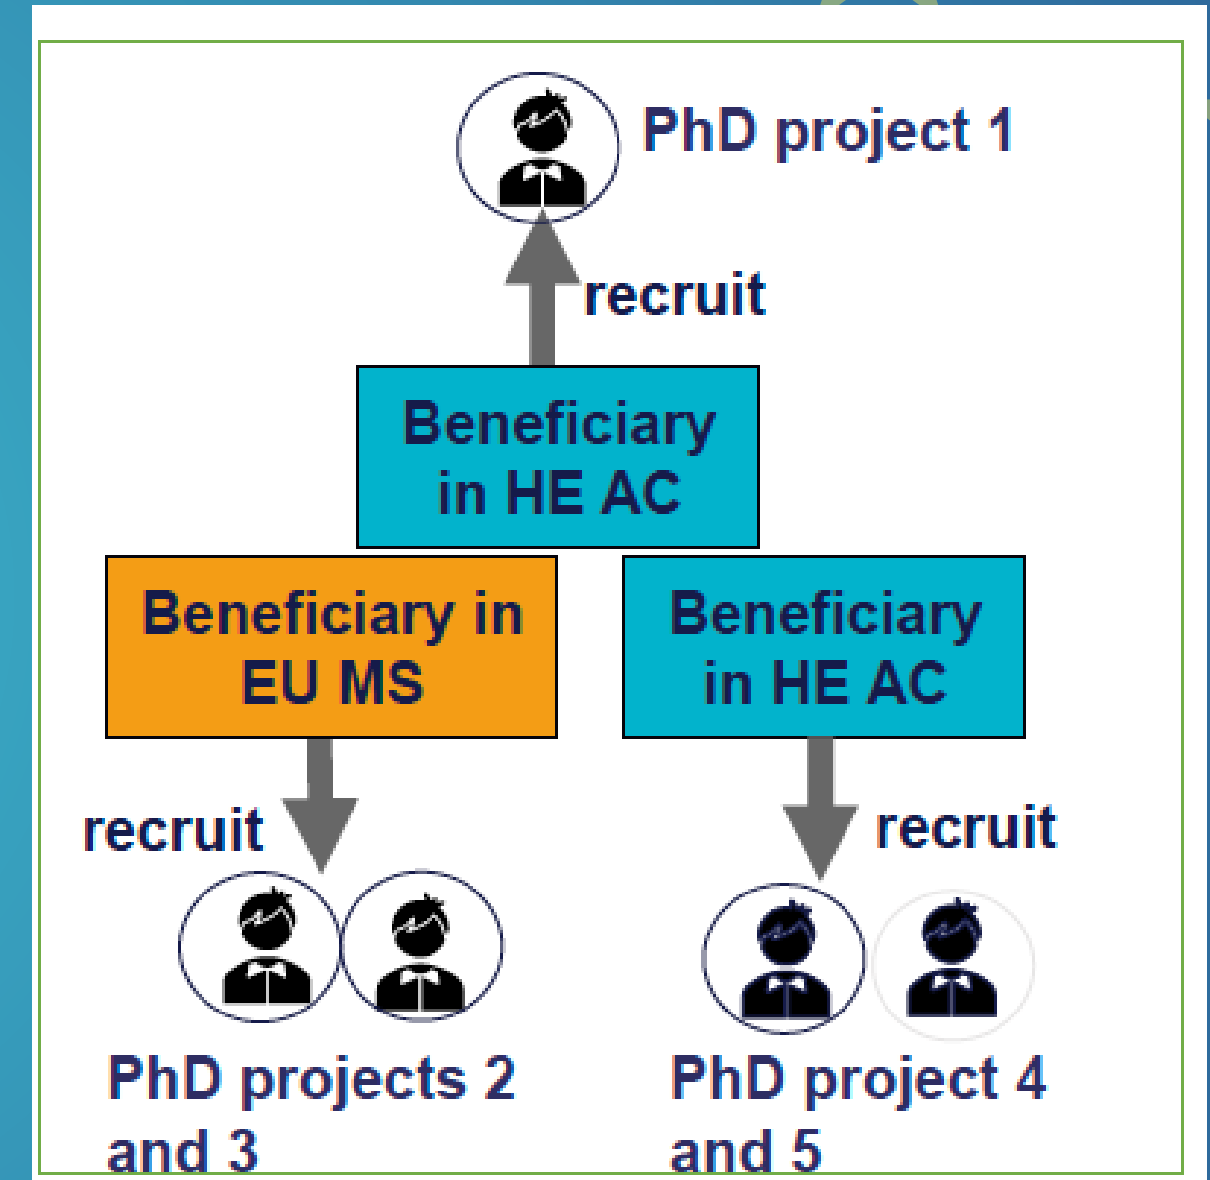 PhD project 1
recruit
Beneficiary
in HE AC
Beneficiary in
EU MS
Beneficiary
in HE AC
recruit
recruit
PhD projects 2
and 3
PhD project 4
and 5